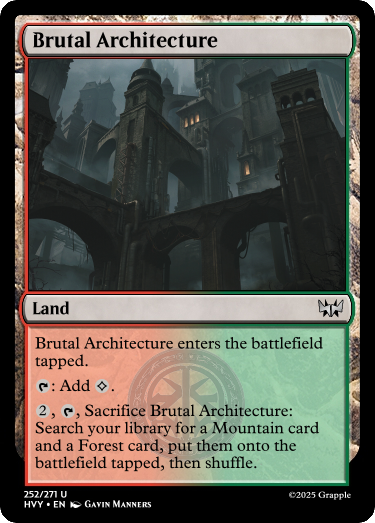 Brutal Architecture
Land
Brutal Architecture enters the battlefield
tapped.
: Add .
2, , Sacrifice Brutal Architecture:
Search your library for a Mountain card
and a Forest card, put them onto the
battlefield tapped, then shuffle.
252/271 U
HVY • EN Gavin Manners
©2025 Grapple